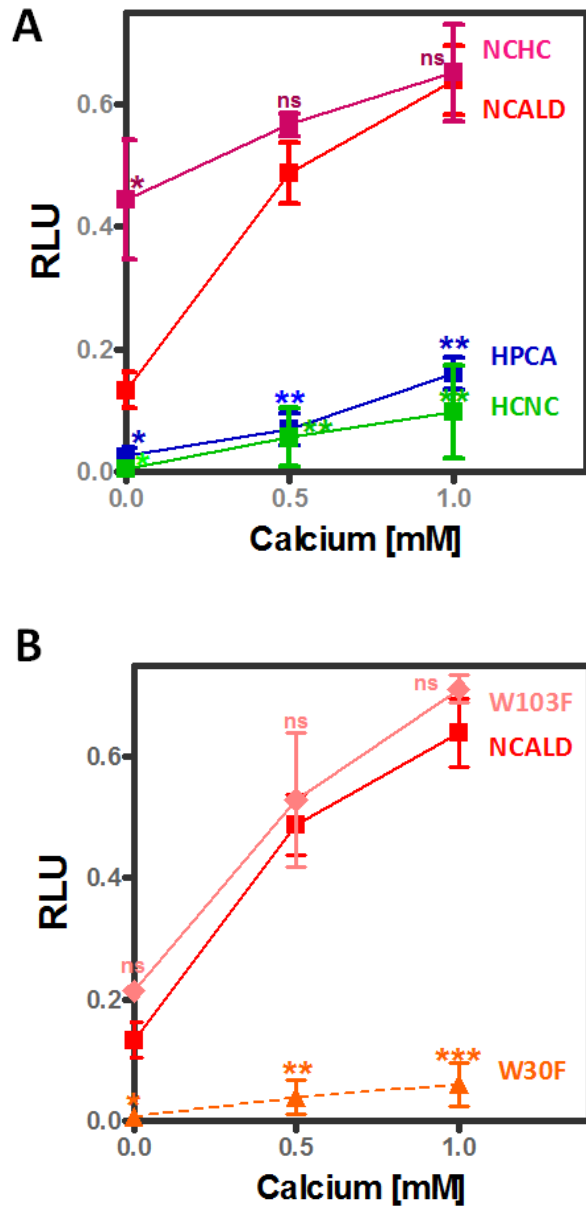 A
NCHC
ns
0.6
ns
NCALD
RLU
*
0.4
0.2
**
HPCA
**
HCNC
**
*
**
*
0.0
0.0
0.5
1.0
Calcium [mM]
B
ns
W103F
ns
NCALD
0.6
RLU
0.4
ns
0.2
***
**
W30F
*
0.0
0.0
0.5
1.0
Calcium [mM]